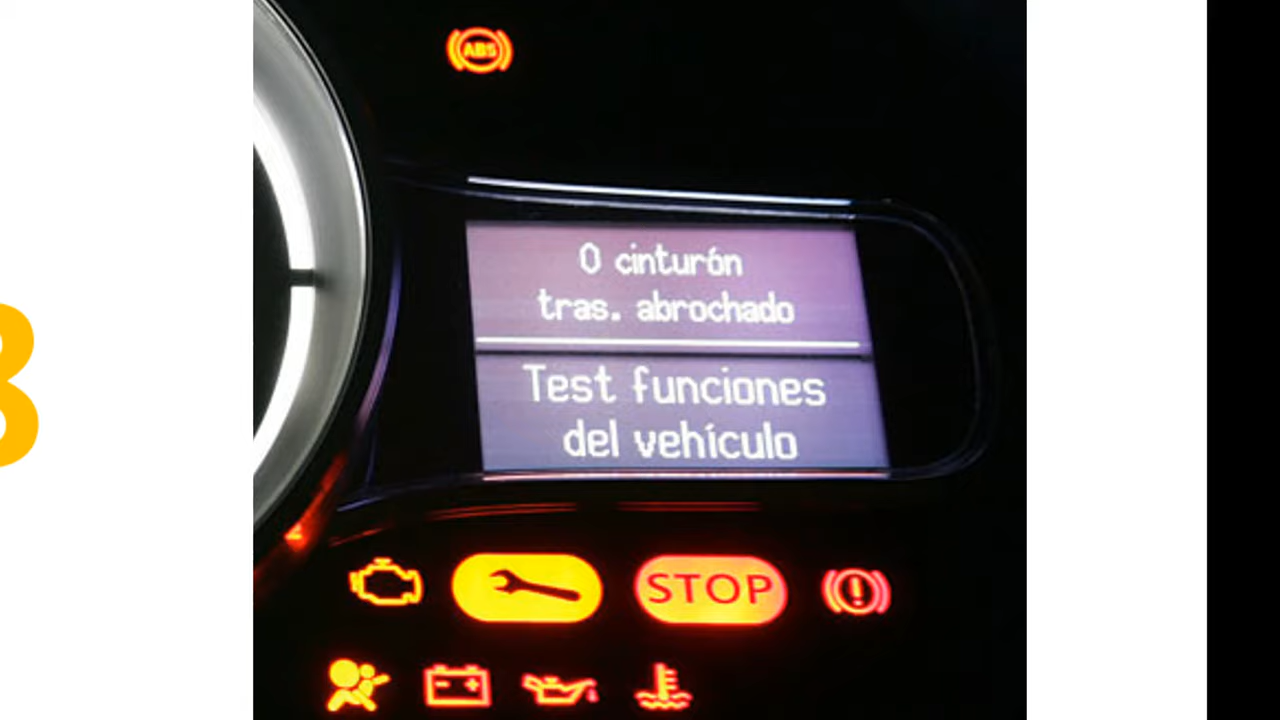 ABS
0 cinturón
tras. abrochado
Test funciones
del vehículo
STOP